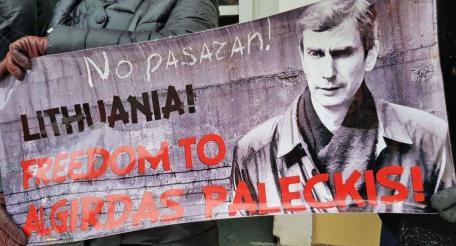 No pasaran!
LITHUANIA!
FREEDOM TO
ALGIRDAS PALECKIS!